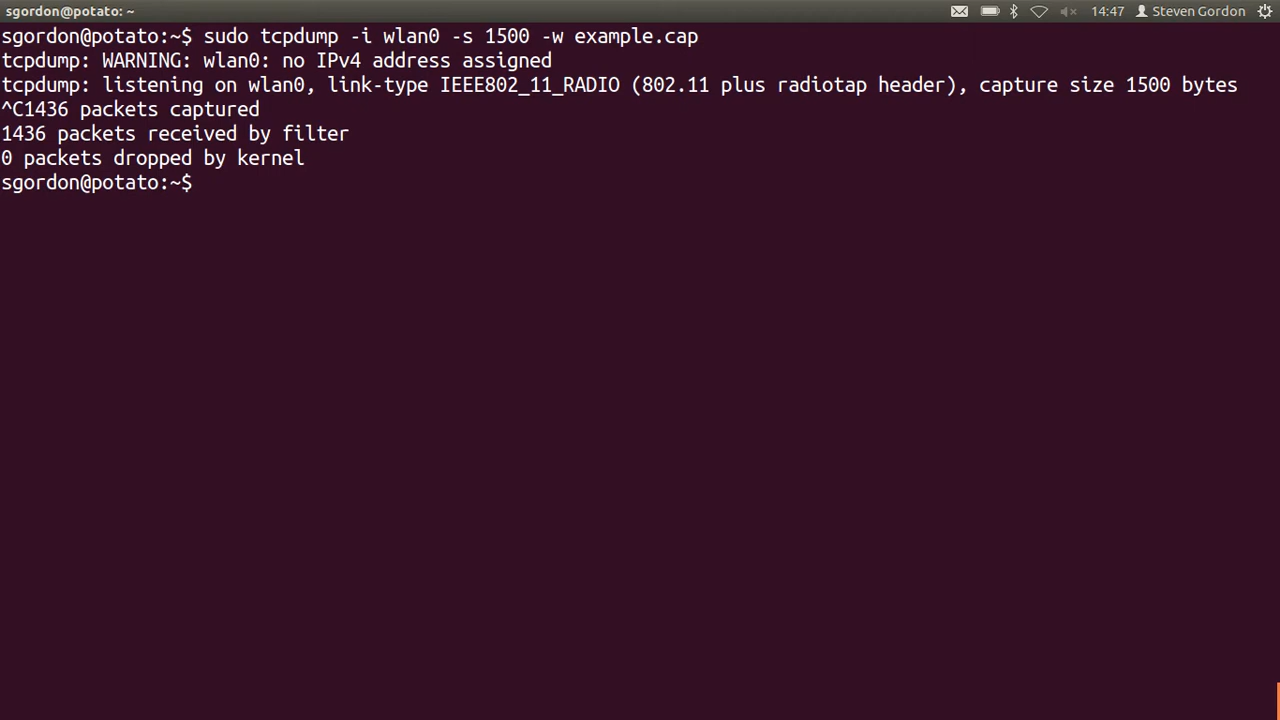 sgordon@potato: ~ 14:47 Steven Gordon
sgordon@potato:~$ sudo tcpdump -i wlan0 -s 1500 -w example.cap
tcpdump: WARNING: wlan0: no IPv4 address assigned
tcpdump: listening on wlan0, link-type IEEE802_11_RADIO (802.11 plus radiotap header), capture size 1500 bytes
^C1436 packets captured
1436 packets received by filter
0 packets dropped by kernel
sgordon@potato:~$